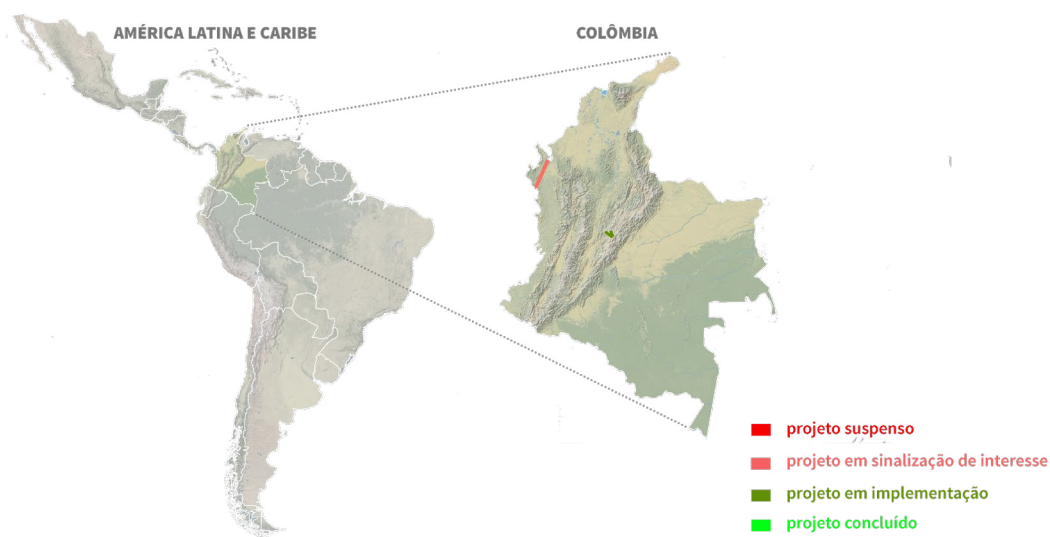 AMÉRICA LATINA E CARIBE
COLÔMBIA
projeto suspenso
projeto em sinalização de interesse
projeto em implementação
projeto concluído